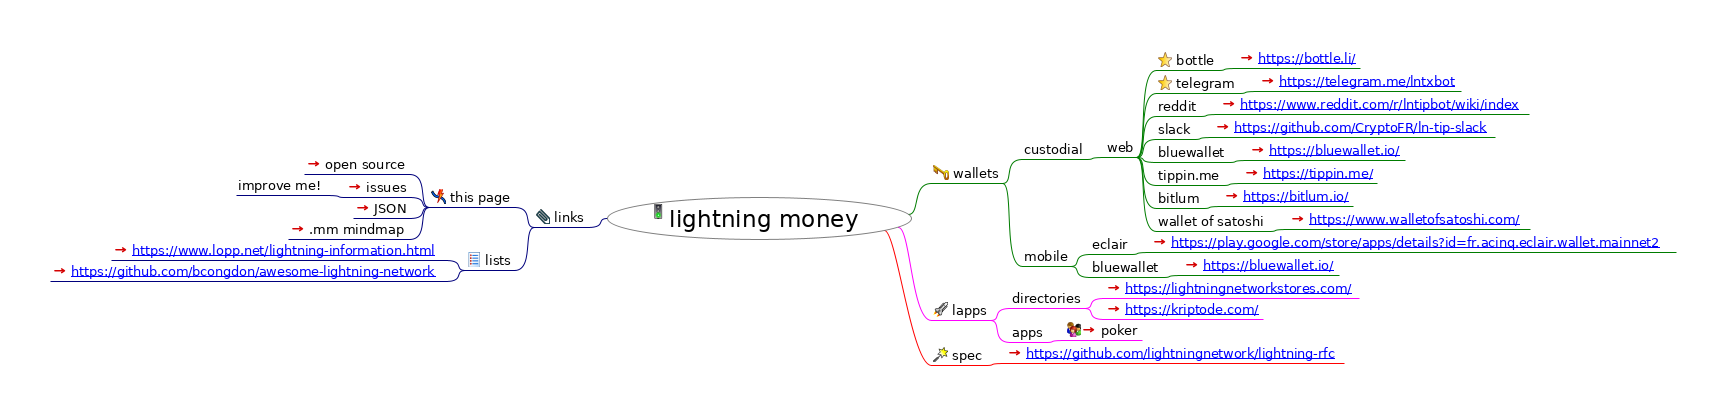 lightning money
wallets
custodial
web
bottle https://bottle.li/
telegram https://telegram.me/lntxbot
reddit https://www.reddit.com/r/lntipbot/wiki/index
slack https://github.com/CryptoFR/ln-tip-slack
bluewallet https://bluewallet.io/
tippin.me https://tippin.me/
bitlum https://bitlum.io/
wallet of satoshi https://www.walletofsatoshi.com/
mobile
eclair https://play.google.com/store/apps/details?id=fr.acinq.eclair.wallet.mainnet2
bluewallet https://bluewallet.io/
lapps
directories
https://lightningnetworkstores.com/
https://kriptode.com/
apps
poker
spec
https://github.com/lightningnetwork/lightning-rfc
links
this page
open source
issues
improve me!
JSON
.mm mindmap
lists
https://www.lopp.net/lightning-information.html
https://github.com/bcongdon/awesome-lightning-network